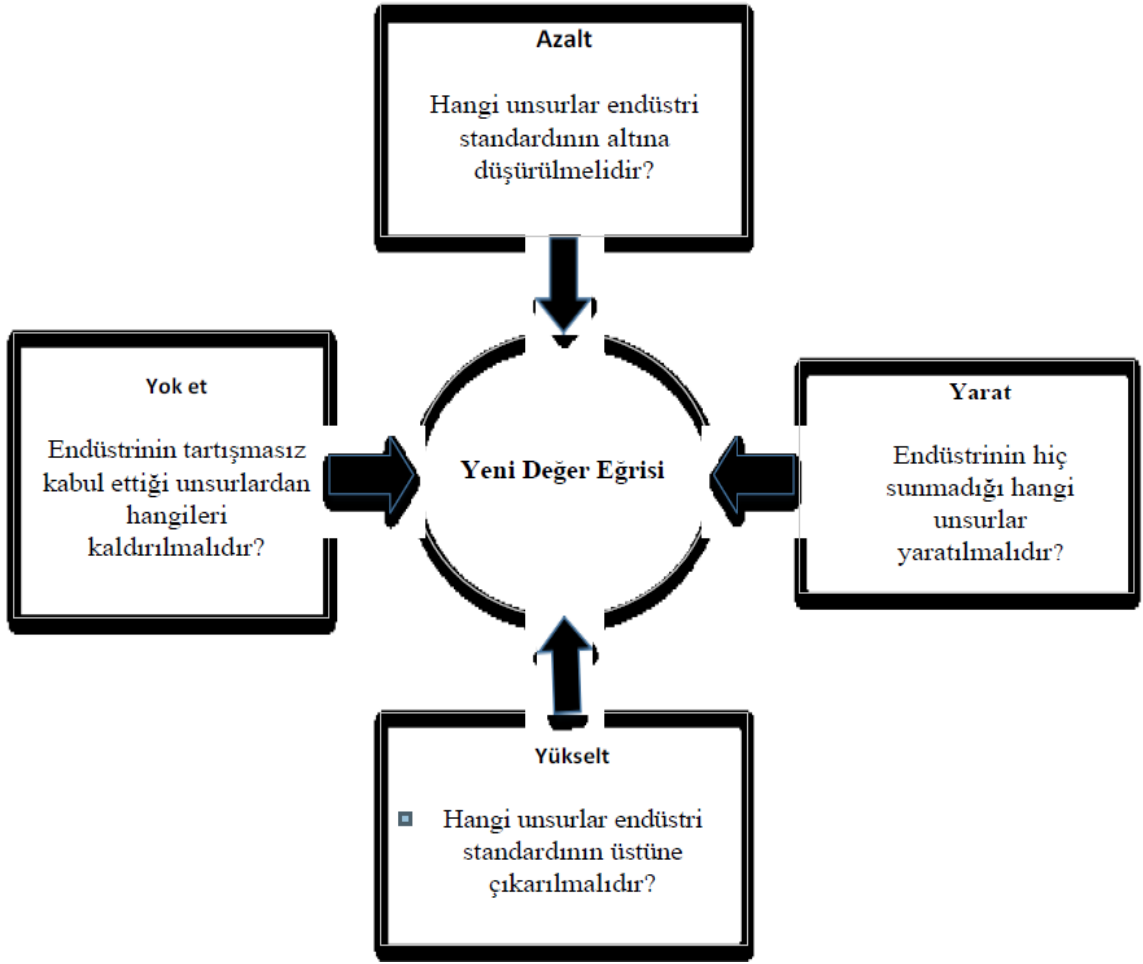 Azalt
Hangi unsurlar endüstri
standardının altına
düşürülmelidir?
Yok et
Endüstrinin tartışmasız
kabul ettiği unsurlardan
hangileri
kaldırılmalıdır?
Yeni Değer Eğrisi
Yarat
Endüstrinin hiç
sunmadığı hangi
unsurlar
yaratılmalıdır?
Yükselt
Hangi unsurlar endüstri
standardının üstüne
çıkarılmalıdır?